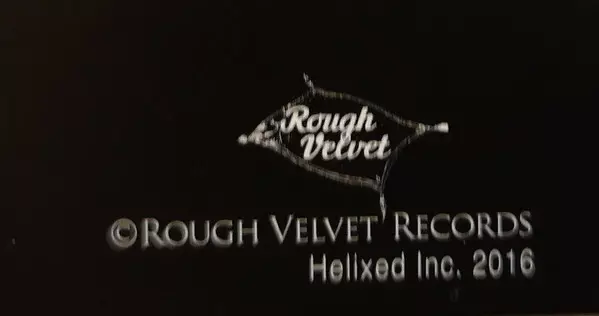 Rough
Velvet
©ROUGH VELVET RECORDS
Helixed Inc. 2016